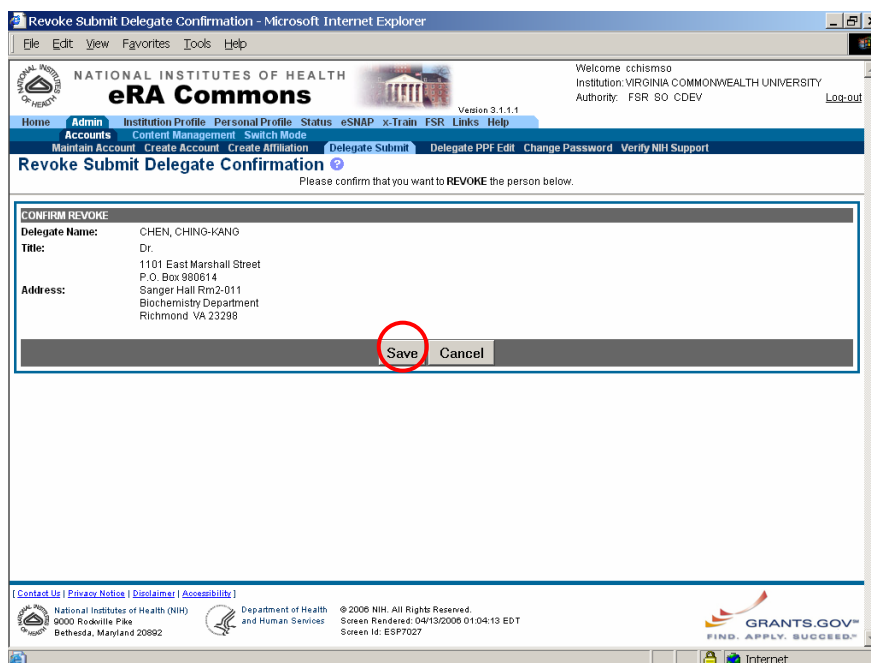 Revoke Submit Delegate Confirmation - Microsoft Internet Explorer
File Edit View Favorites Tools Help
NATIONAL INSTITUTES OF HEALTH
eRA Commons
Version 3.1.1.1
Welcome cchismso
Institution: VIRGINIA COMMONWEALTH UNIVERSITY
Authority: FSR SO CDEV
Log-out
Home Admin Institution Profile Personal Profile Status eSNAP x-Train FSR Links Help
Accounts Content Management Switch Mode
Maintain Account Create Account Create Affiliation Delegate Submit Delegate PPF Edit Change Password Verify NIH Support
Revoke Submit Delegate Confirmation ?
Please confirm that you want to REVOKE the person below.
CONFIRM REVOKE
Delegate Name: CHEN, CHING-KANG
Title: Dr.
Address: 1101 East Marshall Street
P.O. Box 980614
Sanger Hall Rm2-011
Biochemistry Department
Richmond VA 23298
Save Cancel
[ Contact Us | Privacy Notice | Disclaimer | Accessibility ]
National Institutes of Health (NIH)
9000 Rockville Pike
Bethesda, Maryland 20892
Department of Health
and Human Services
© 2006 NIH. All Rights Reserved.
Screen Rendered: 04/13/2006 01:04:13 EDT
Screen Id: ESP7027
GRANTS.GOV℠
FIND. APPLY. SUCCEED.℠
Internet